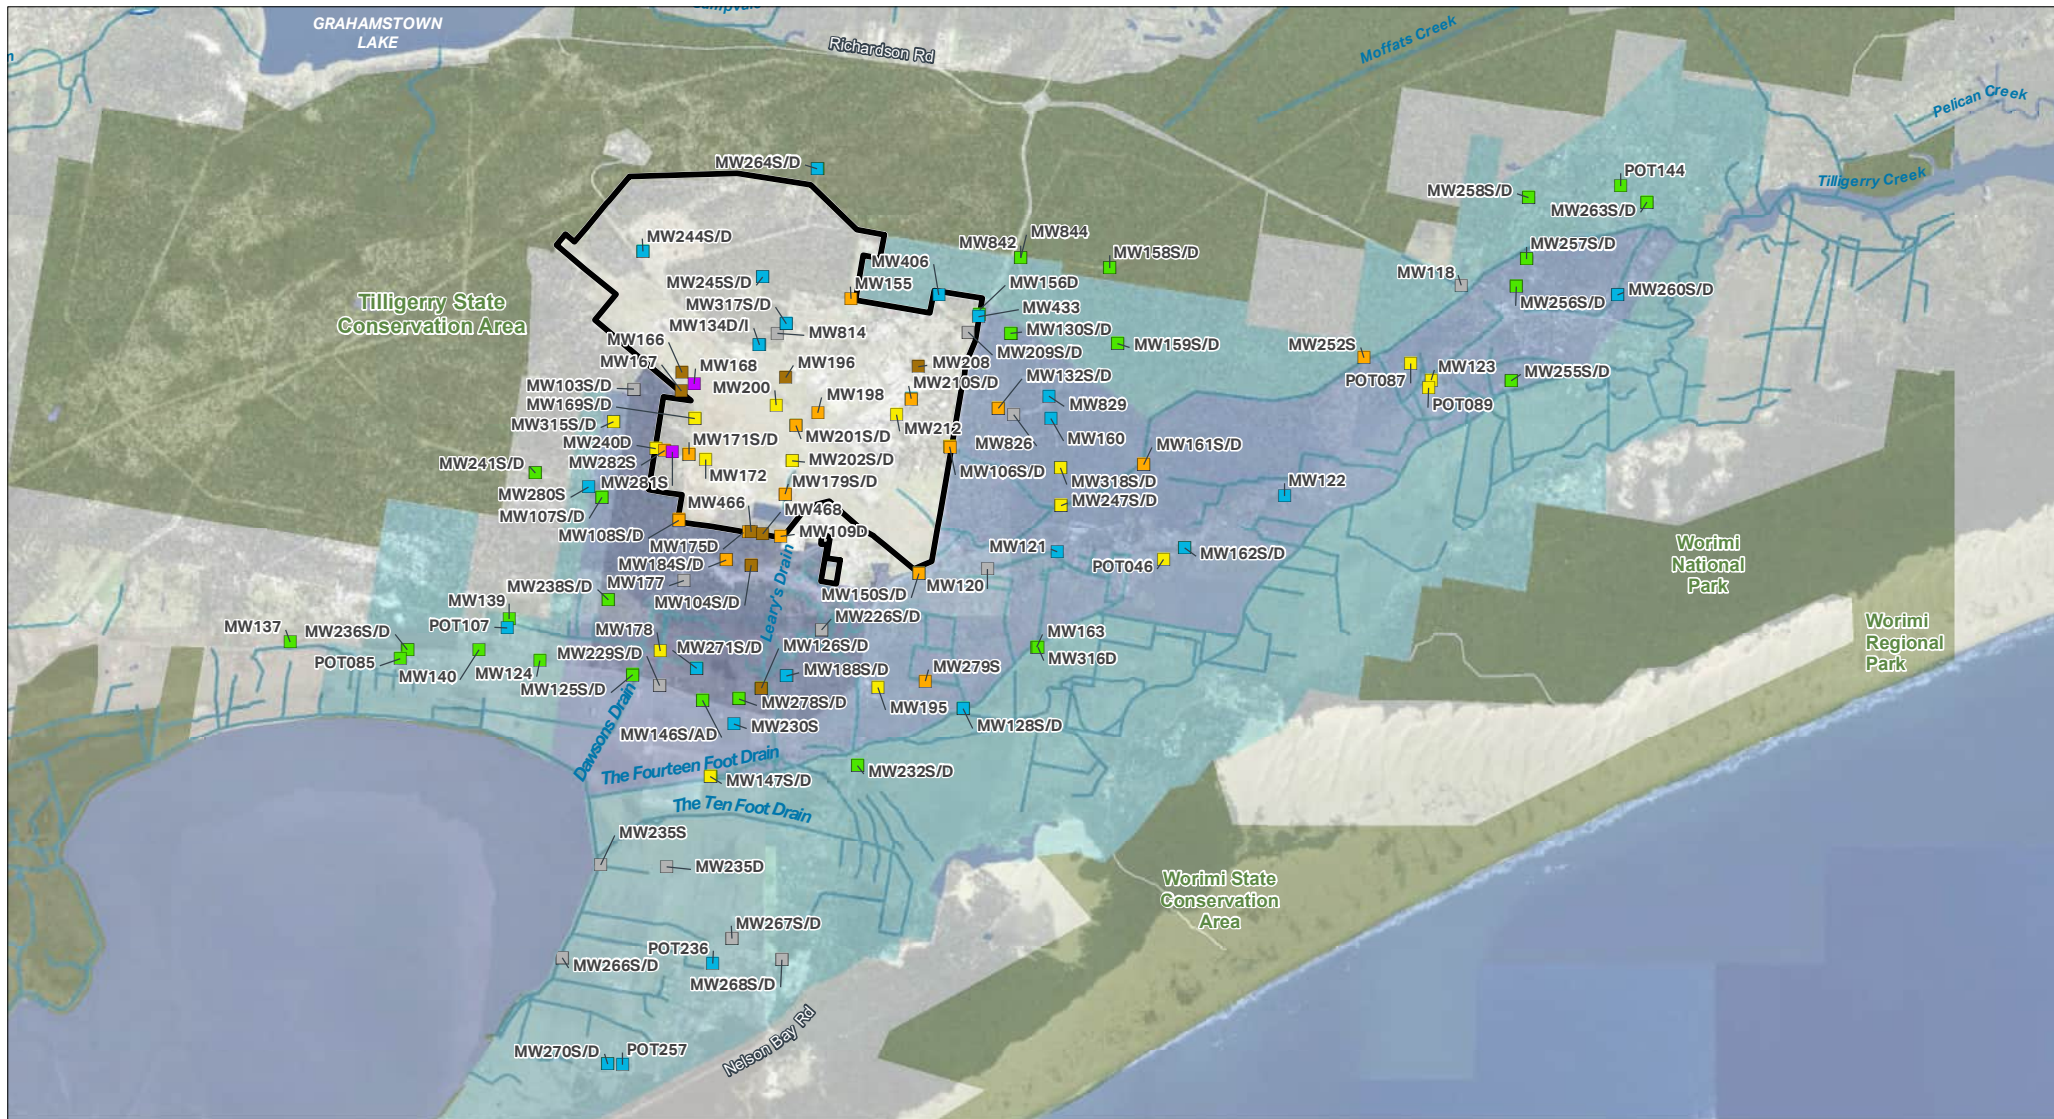 GRAHAMSTOWN
LAKE
Richardson Rd
Moffats Creek
Pelican Creek
Tilligerry Creek
MW264S/D
MW258S/D
POT144
MW263S/D
MW244S/D
MW842
MW844
MW158S/D
MW257S/D
MW406
MW245S/D
MW155
MW156D
MW118
MW256S/D
MW260S/D
Tilligerry State
Conservation Area
MW317S/D
MW433
MW134D/I
MW814
MW130S/D
MW166
MW209S/D
MW159S/D
MW252S
MW167
MW168
MW196
MW208
MW132S/D
MW123
POT087
MW255S/D
MW103S/D
MW200
MW210S/D
MW198
MW829
POT089
MW169S/D
MW315S/D
MW201S/D
MW212
MW826
MW160
MW240D
MW171S/D
MW161S/D
MW241S/D
MW282S
MW172
MW202S/D
MW106S/D
MW281S
MW179S/D
MW318S/D
MW122
MW280S
MW247S/D
MW107S/D
MW466
MW468
MW108S/D
MW109D
MW175D
MW121
MW162S/D
MW184S/D
POT046
MW177
MW120
MW238S/D
MW104S/D
MW150S/D
Leary's Drain
Worimi
National
Park
MW139
POT107
MW226S/D
MW137
MW236S/D
MW178
MW271S/D
MW126S/D
MW163
Worimi
Regional
Park
POT085
MW140
MW124
MW229S/D
MW188S/D
MW279S
MW316D
MW125S/D
MW278S/D
MW195
MW128S/D
MW146S/AD
MW230S
Dawsons Drain
The Fourteen Foot Drain
MW147S/D
MW232S/D
The Ten Foot Drain
MW235S
MW235D
Worimi State
Conservation
Area
MW267S/D
POT236
MW266S/D
MW268S/D
MW270S/D
POT257
Nelson Bay Rd